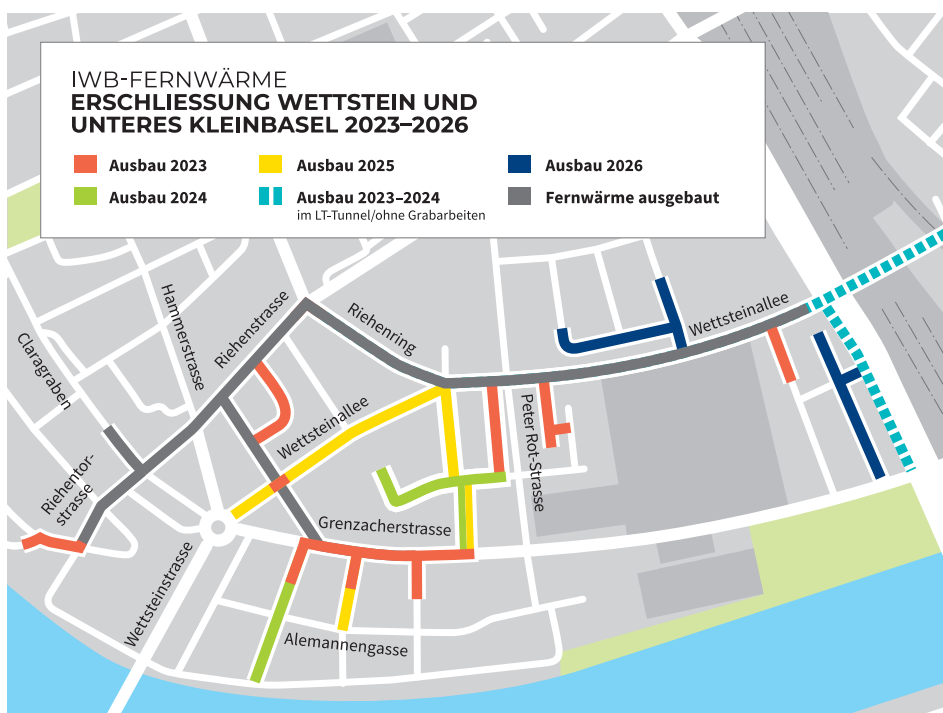 IWB-FERNWÄRME
ERSCHLIESSUNG WETTSTEIN UND
UNTERES KLEINBASEL 2023–2026
Ausbau 2023
Ausbau 2024
Ausbau 2025
Ausbau 2023–2024
im LT-Tunnel/ohne Grabarbeiten
Ausbau 2026
Fernwärme ausgebaut
Claragraben
Hammerstrasse
Riehenstrasse
Riehenring
Wettsteinallee
Wettsteinallee
Peter Rot-Strasse
Riehentor-
strasse
Grenzacherstrasse
Wettsteinstrasse
Alemannengasse